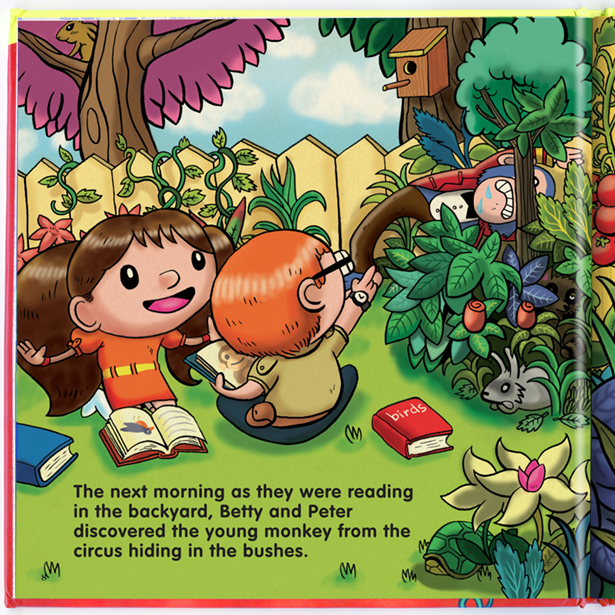 birds
The next morning as they were reading
in the backyard, Betty and Peter
discovered the young monkey from the
circus hiding in the bushes.